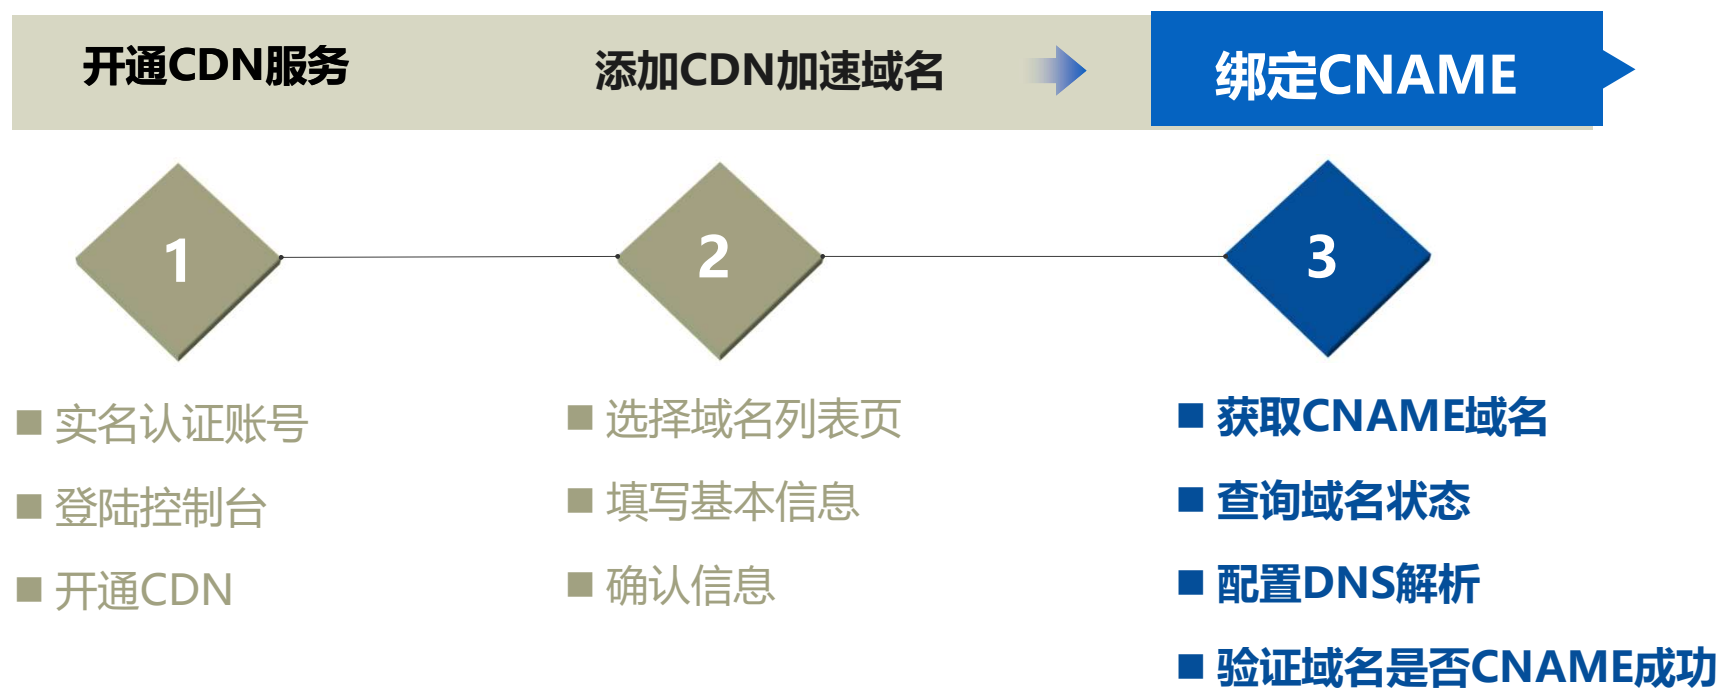 开通CDN服务
添加CDN加速域名
绑定CNAME
1
2
3
实名认证账号
登陆控制台
开通CDN
选择域名列表页
填写基本信息
确认信息
获取CNAME域名
查询域名状态
配置DNS解析
验证域名是否CNAME成功